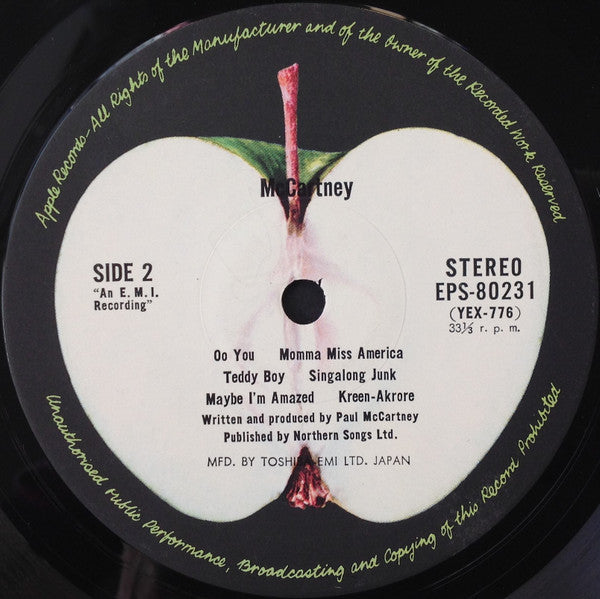 Apple Records-All Rights of the Manufacturer and of the Owner of the Recorded Work Reserved
McCartney
SIDE 2
"An E.M.I.
Recording"
STEREO
EPS-80231
(YEX-776)
33⅓ r. p. m.
Oo You Momma Miss America
Teddy Boy Singalong Junk
Maybe I'm Amazed Kreen-Akrore
Written and produced by Paul McCartney
Published by Northern Songs Ltd.
MFD. BY TOSHIBA-EMI LTD. JAPAN
Unauthorised Public Performance, Broadcasting and Copying of this Record Prohibited